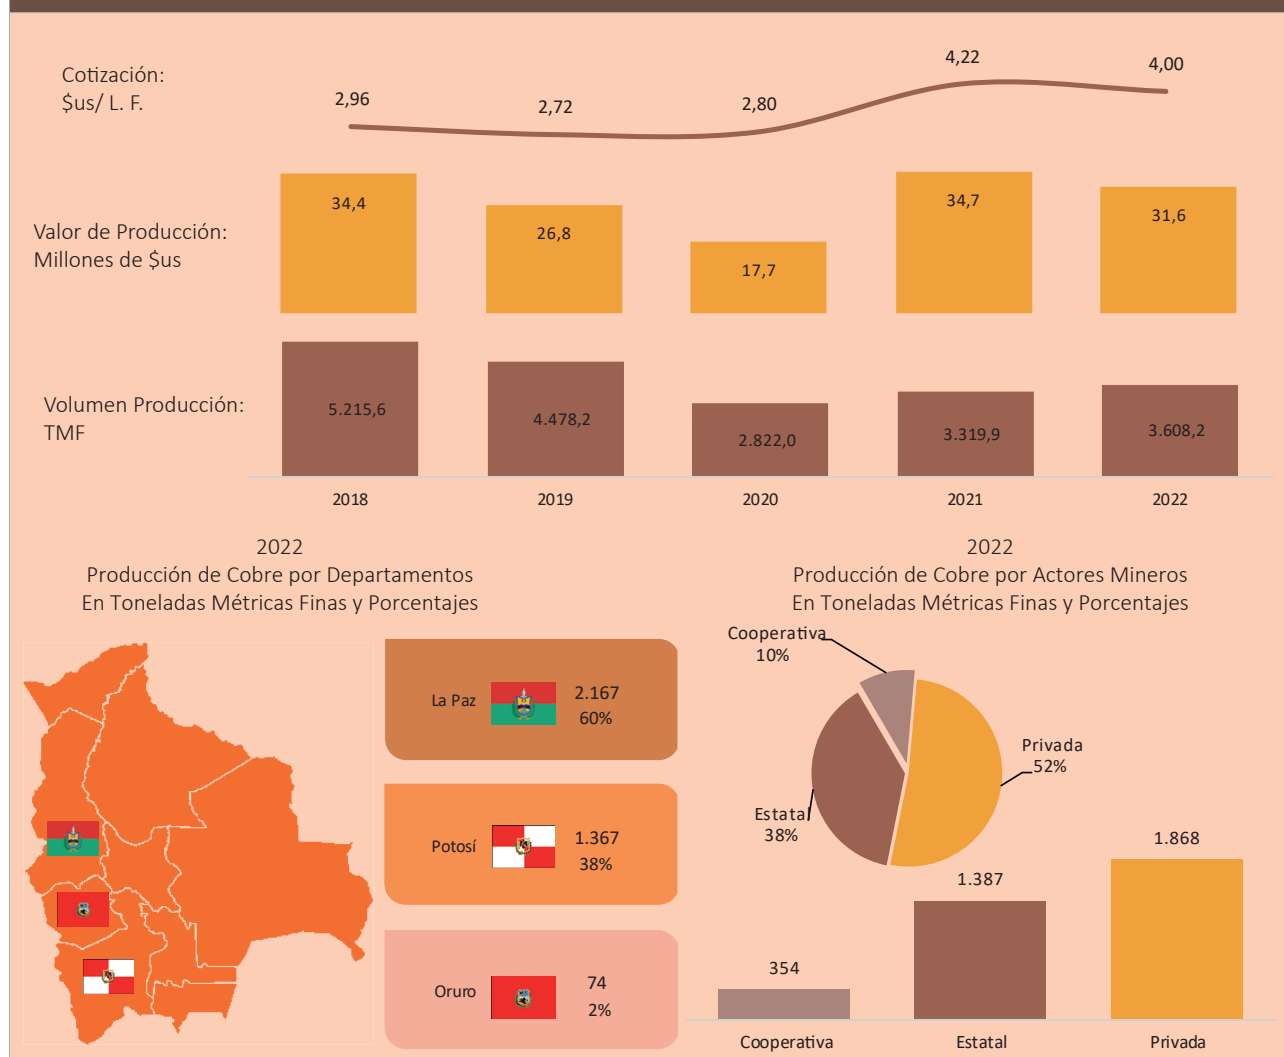 Cotización:
$us/ L. F.
2,96
2,72
2,80
4,22
4,00
Valor de Producción:
Millones de $us
34,4
26,8
17,7
34,7
31,6
Volumen Producción:
TMF
5.215,6
4.478,2
2.822,0
3.319,9
3.608,2
2018
2019
2020
2021
2022
2022
Producción de Cobre por Departamentos
En Toneladas Métricas Finas y Porcentajes
La Paz
2.167
60%
Potosí
1.367
38%
Oruro
74
2%
2022
Producción de Cobre por Actores Mineros
En Toneladas Métricas Finas y Porcentajes
Cooperativa
10%
Privada
52%
Estatal
38%
354
1.387
1.868
Cooperativa
Estatal
Privada